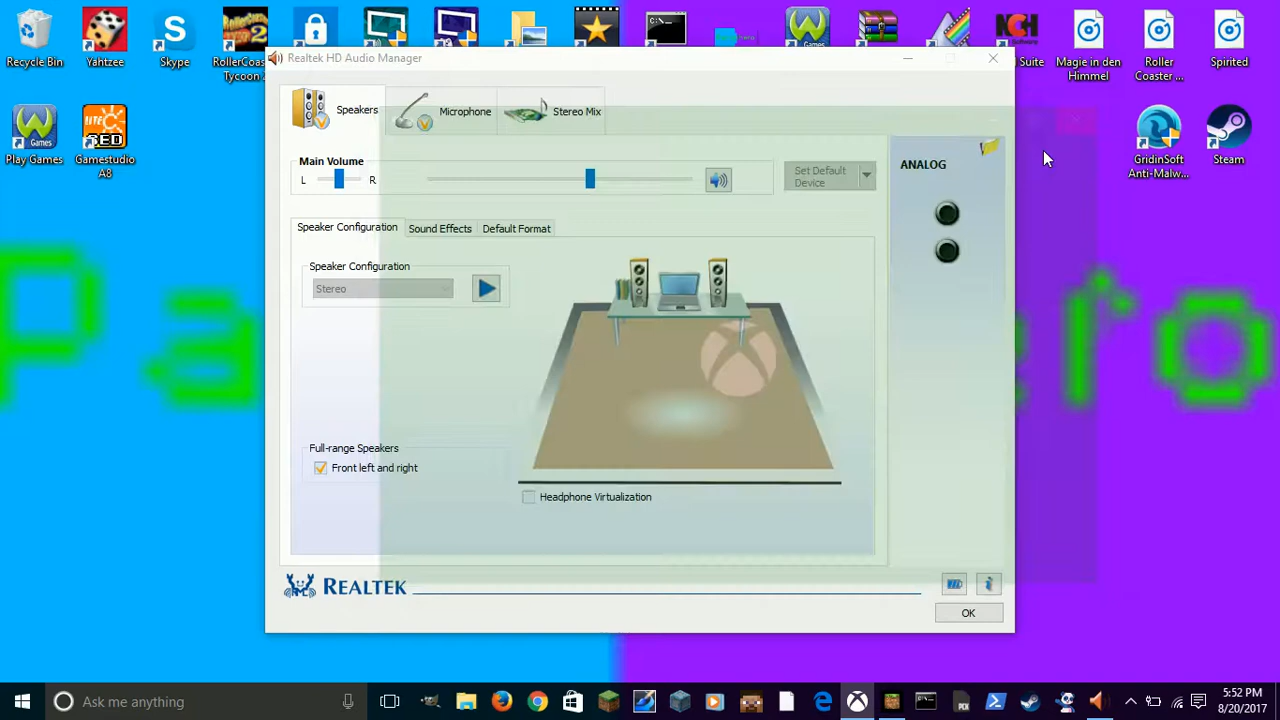 Recycle Bin
Yahtzee
Skype
RollerCoas
Tycoon 2
Suite
Magie in den
Himmel
Roller
Coaster ...
Spirited
Play Games
Gamestudio
A8
GridinSoft
Anti-Malw...
Steam
Realtek HD Audio Manager
Speakers
Microphone
Stereo Mix
Main Volume
L
R
Set Default
Device
ANALOG
Speaker Configuration
Sound Effects
Default Format
Speaker Configuration
Stereo
Full-range Speakers
Front left and right
Headphone Virtualization
REALTEK
OK
Pa
ro
Ask me anything
5:52 PM
8/20/2017